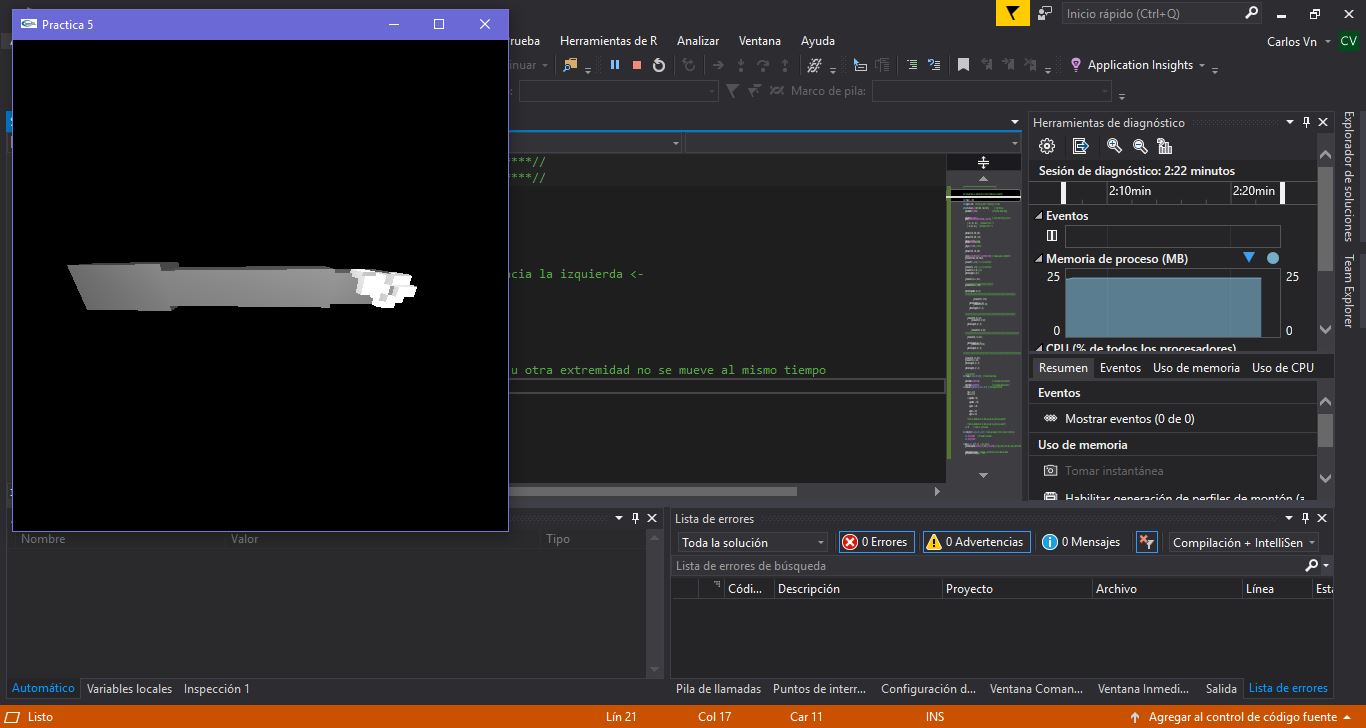 Practica 5
Inicio rápido (Ctrl+Q)
rueba Herramientas de R Analizar Ventana Ayuda
Carlos Vn CV
nuar
Application Insights
Marco de pila:
Herramientas de diagnóstico
Sesión de diagnóstico: 2:22 minutos
2:10min 2:20min
Eventos
Memoria de proceso (MB)
25 25
0 0
CPU (% de todos los procesadores)
Resumen Eventos Uso de memoria Uso de CPU
Eventos
Mostrar eventos (0 de 0)
Uso de memoria
Tomar instantánea
Habilitar generación de perfiles de montón (a
Explorador de soluciones
Team Explorer
****//
****//
cia la izquierda <-
u otra extremidad no se mueve al mismo tiempo
Nombre Valor Tipo
Automático Variables locales Inspección 1
Lista de errores
Toda la solución 0 Errores 0 Advertencias 0 Mensajes Compilación + IntelliSen
Lista de errores de búsqueda
Códi... Descripción Proyecto Archivo Línea Esta
Pila de llamadas Puntos de interr... Configuración d... Ventana Coman... Ventana Inmedi... Salida Lista de errores
Listo Lín 21 Col 17 Car 11 INS Agregar al control de código fuente